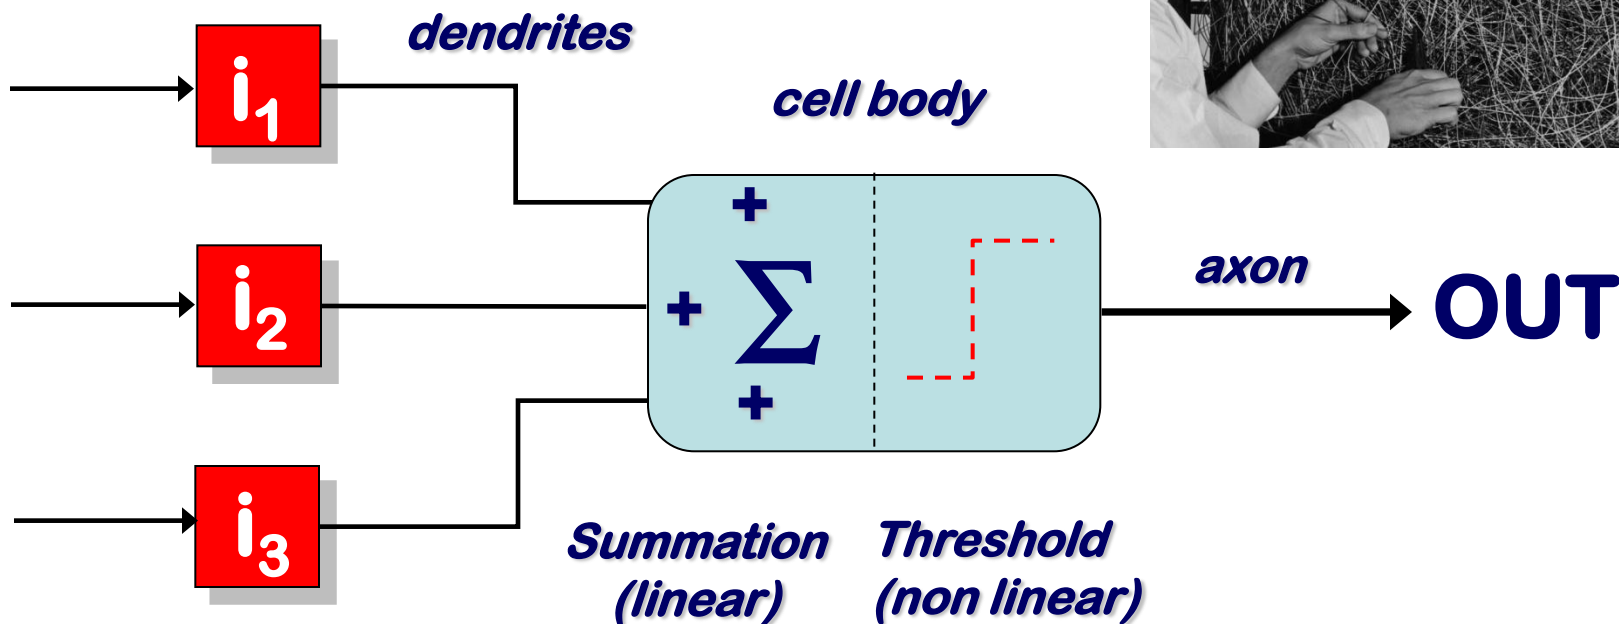 dendrites
cell body
i1
+
i2
+ Σ
axon
OUT
+
i3
Summation
(linear)
Threshold
(non linear)